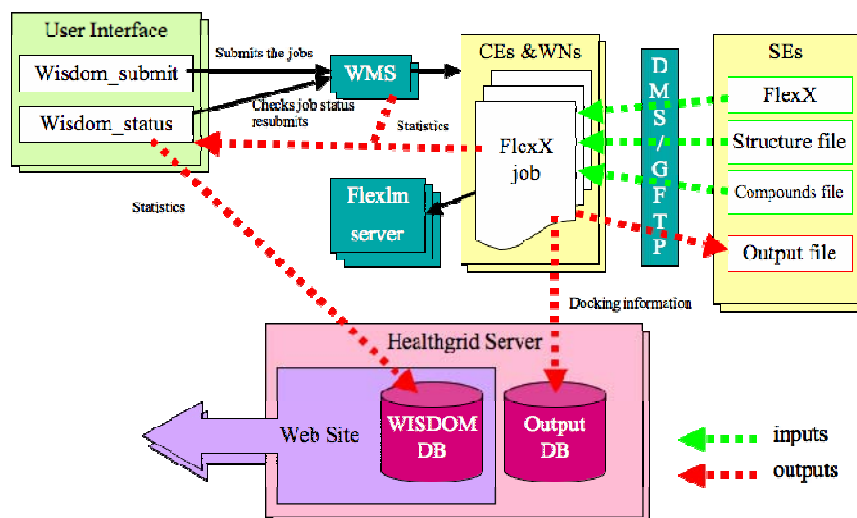 User Interface
Wisdom_submit
Wisdom_status
Submits the jobs
Checks job status
resubmits
WMS
Statistics
Statistics
Flexlm
server
CEs &WNs
FlexX
job
D
M
S
/
G
F
T
P
SEs
FlexX
Structure file
Compounds file
Output file
Docking information
Healthgrid Server
Web Site
WISDOM
DB
Output
DB
inputs
outputs